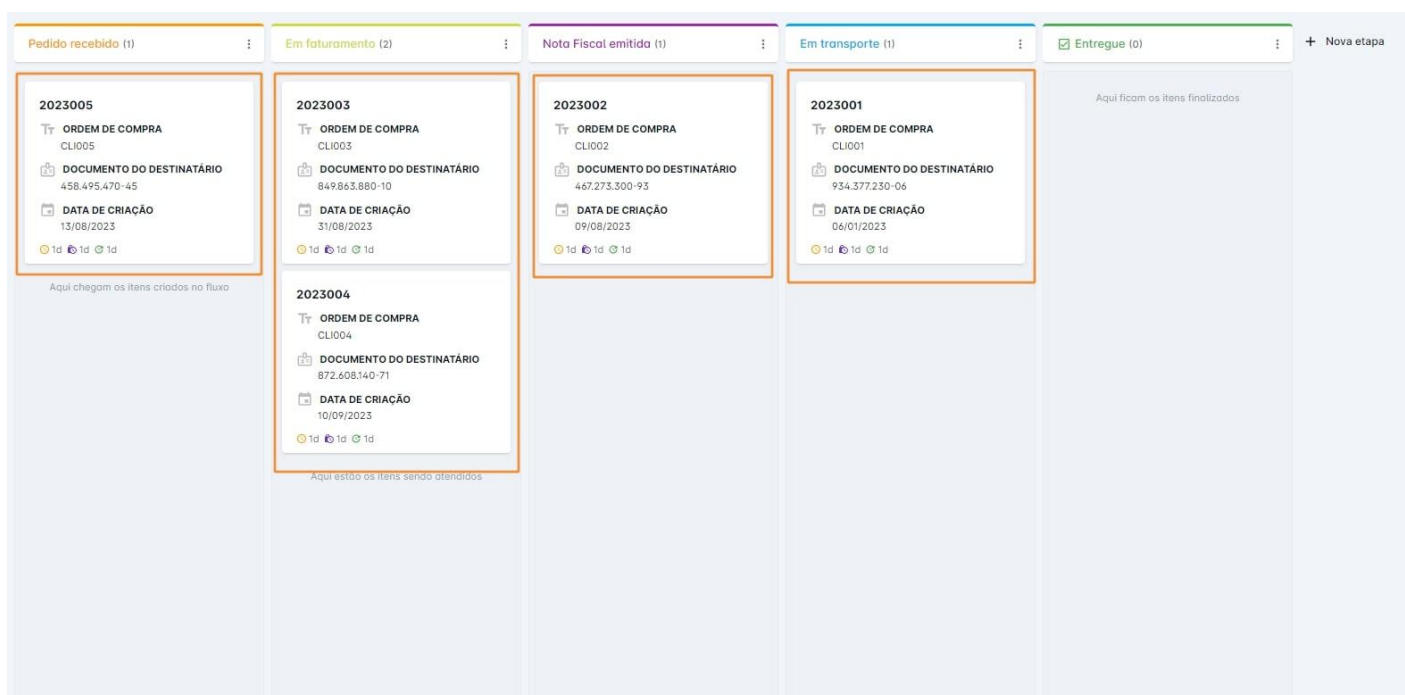 Pedido recebido (1)
Em faturamento (2)
Nota Fiscal emitida (1)
Em transporte (1)
Entregue (0)
+ Nova etapa
2023005
ORDEM DE COMPRA
CLI005
DOCUMENTO DO DESTINATÁRIO
458.495.470-45
DATA DE CRIAÇÃO
13/08/2023
1d 1d 1d
Aqui chegam os itens criados no fluxo
2023003
ORDEM DE COMPRA
CLI003
DOCUMENTO DO DESTINATÁRIO
849.863.880-10
DATA DE CRIAÇÃO
31/08/2023
1d 1d 1d
2023004
ORDEM DE COMPRA
CLI004
DOCUMENTO DO DESTINATÁRIO
872.608.140-71
DATA DE CRIAÇÃO
10/09/2023
1d 1d 1d
Aqui estão os itens sendo atendidos
2023002
ORDEM DE COMPRA
CLI002
DOCUMENTO DO DESTINATÁRIO
467.273.300-93
DATA DE CRIAÇÃO
09/08/2023
1d 1d 1d
2023001
ORDEM DE COMPRA
CLI001
DOCUMENTO DO DESTINATÁRIO
934.377.230-06
DATA DE CRIAÇÃO
06/01/2023
1d 1d 1d
Aqui ficam os itens finalizados